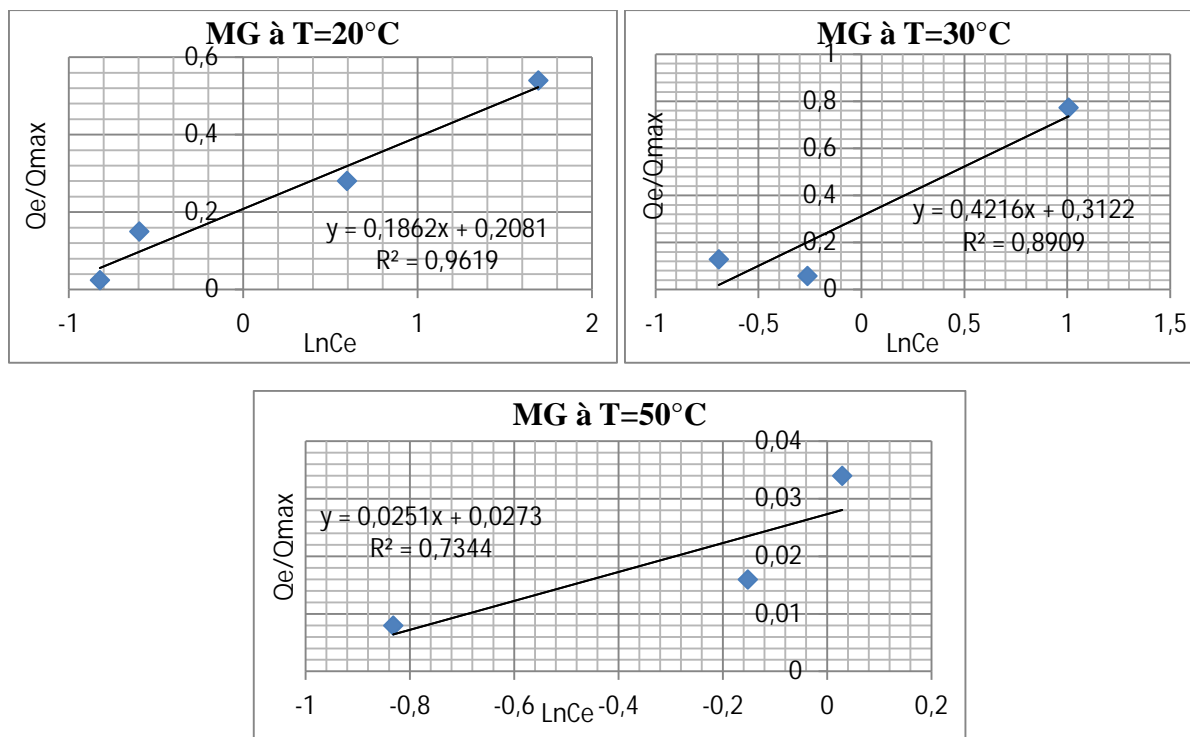 MG à T=20°C
0,6
0,4
0,2
0
Qe/Qmax
y = 0,1862x + 0,2081
R² = 0,9619
-1 0 1 2
LnCe
MG à T=30°C
1
0,8
0,6
0,4
0,2
0
Qe/Qmax
y = 0,4216x + 0,3122
R² = 0,8909
-1 -0,5 0 0,5 1 1,5
LnCe
MG à T=50°C
0,04
0,03
0,02
0,01
0
Qe/Qmax
y = 0,0251x + 0,0273
R² = 0,7344
-1 -0,8 -0,6 -0,4 -0,2 0 0,2
LnCe